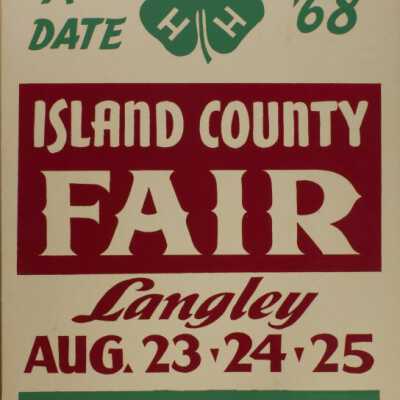 A
DATE
'68
H H
ISLAND COUNTY
FAIR
Langley
AUG. 23 · 24 · 25